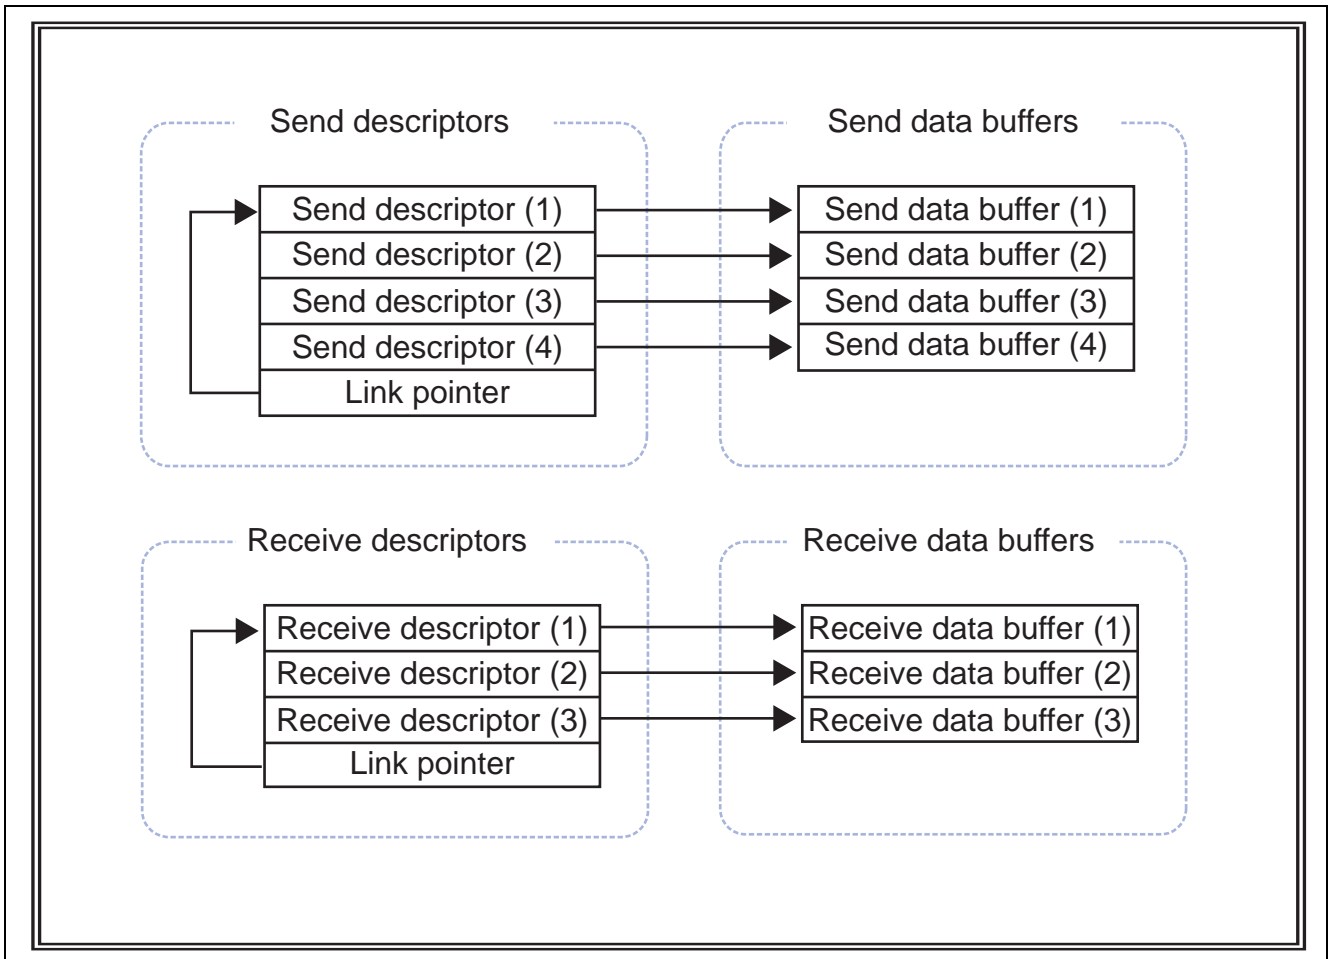 Send descriptors
Send descriptor (1)
Send descriptor (2)
Send descriptor (3)
Send descriptor (4)
Link pointer
Send data buffers
Send data buffer (1)
Send data buffer (2)
Send data buffer (3)
Send data buffer (4)
Receive descriptors
Receive descriptor (1)
Receive descriptor (2)
Receive descriptor (3)
Link pointer
Receive data buffers
Receive data buffer (1)
Receive data buffer (2)
Receive data buffer (3)